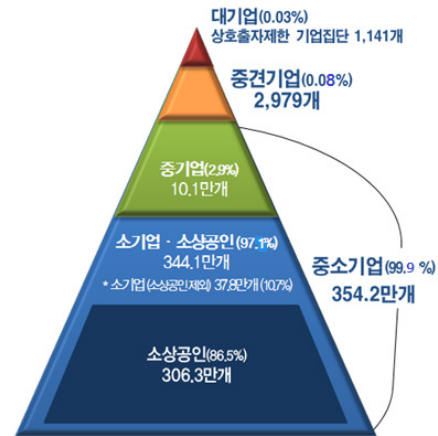 대기업(0.03%)
상호출자제한 기업집단 1,141개
중견기업(0.08%)
2,979개
중기업(2.9%)
10.1만개
소기업 · 소상공인 (97.1%)
344.1만개
* 소기업 (소상공인 제외) 37.8만개 (10.7%)
중소기업(99.9 %)
354.2만개
소상공인(86.5%)
306.3만개